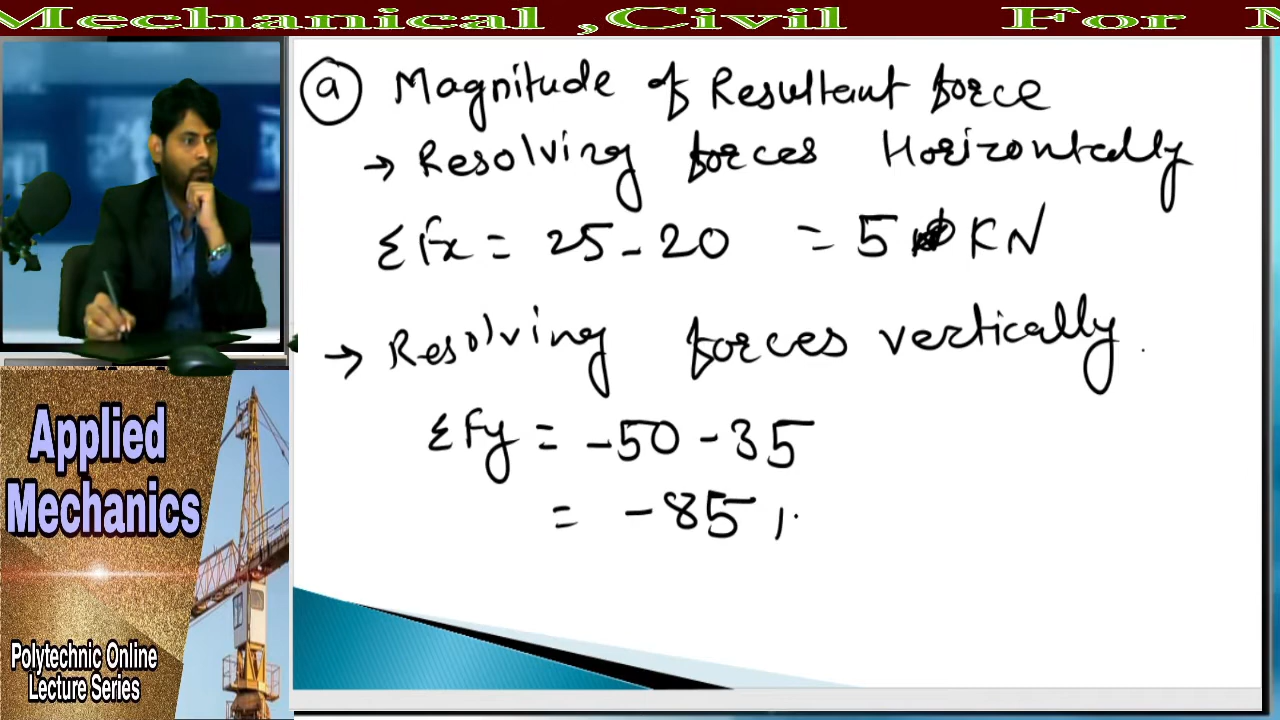 Mechanical ,Civil For
a Magnitude of Resultant force
→ Resolving forces Horizontally
ΣFx = 25 - 20 = 5 KN
→ Resolving forces vertically.
ΣFy = -50 - 35
= -85
Applied
Mechanics
Polytechnic Online
Lecture Series